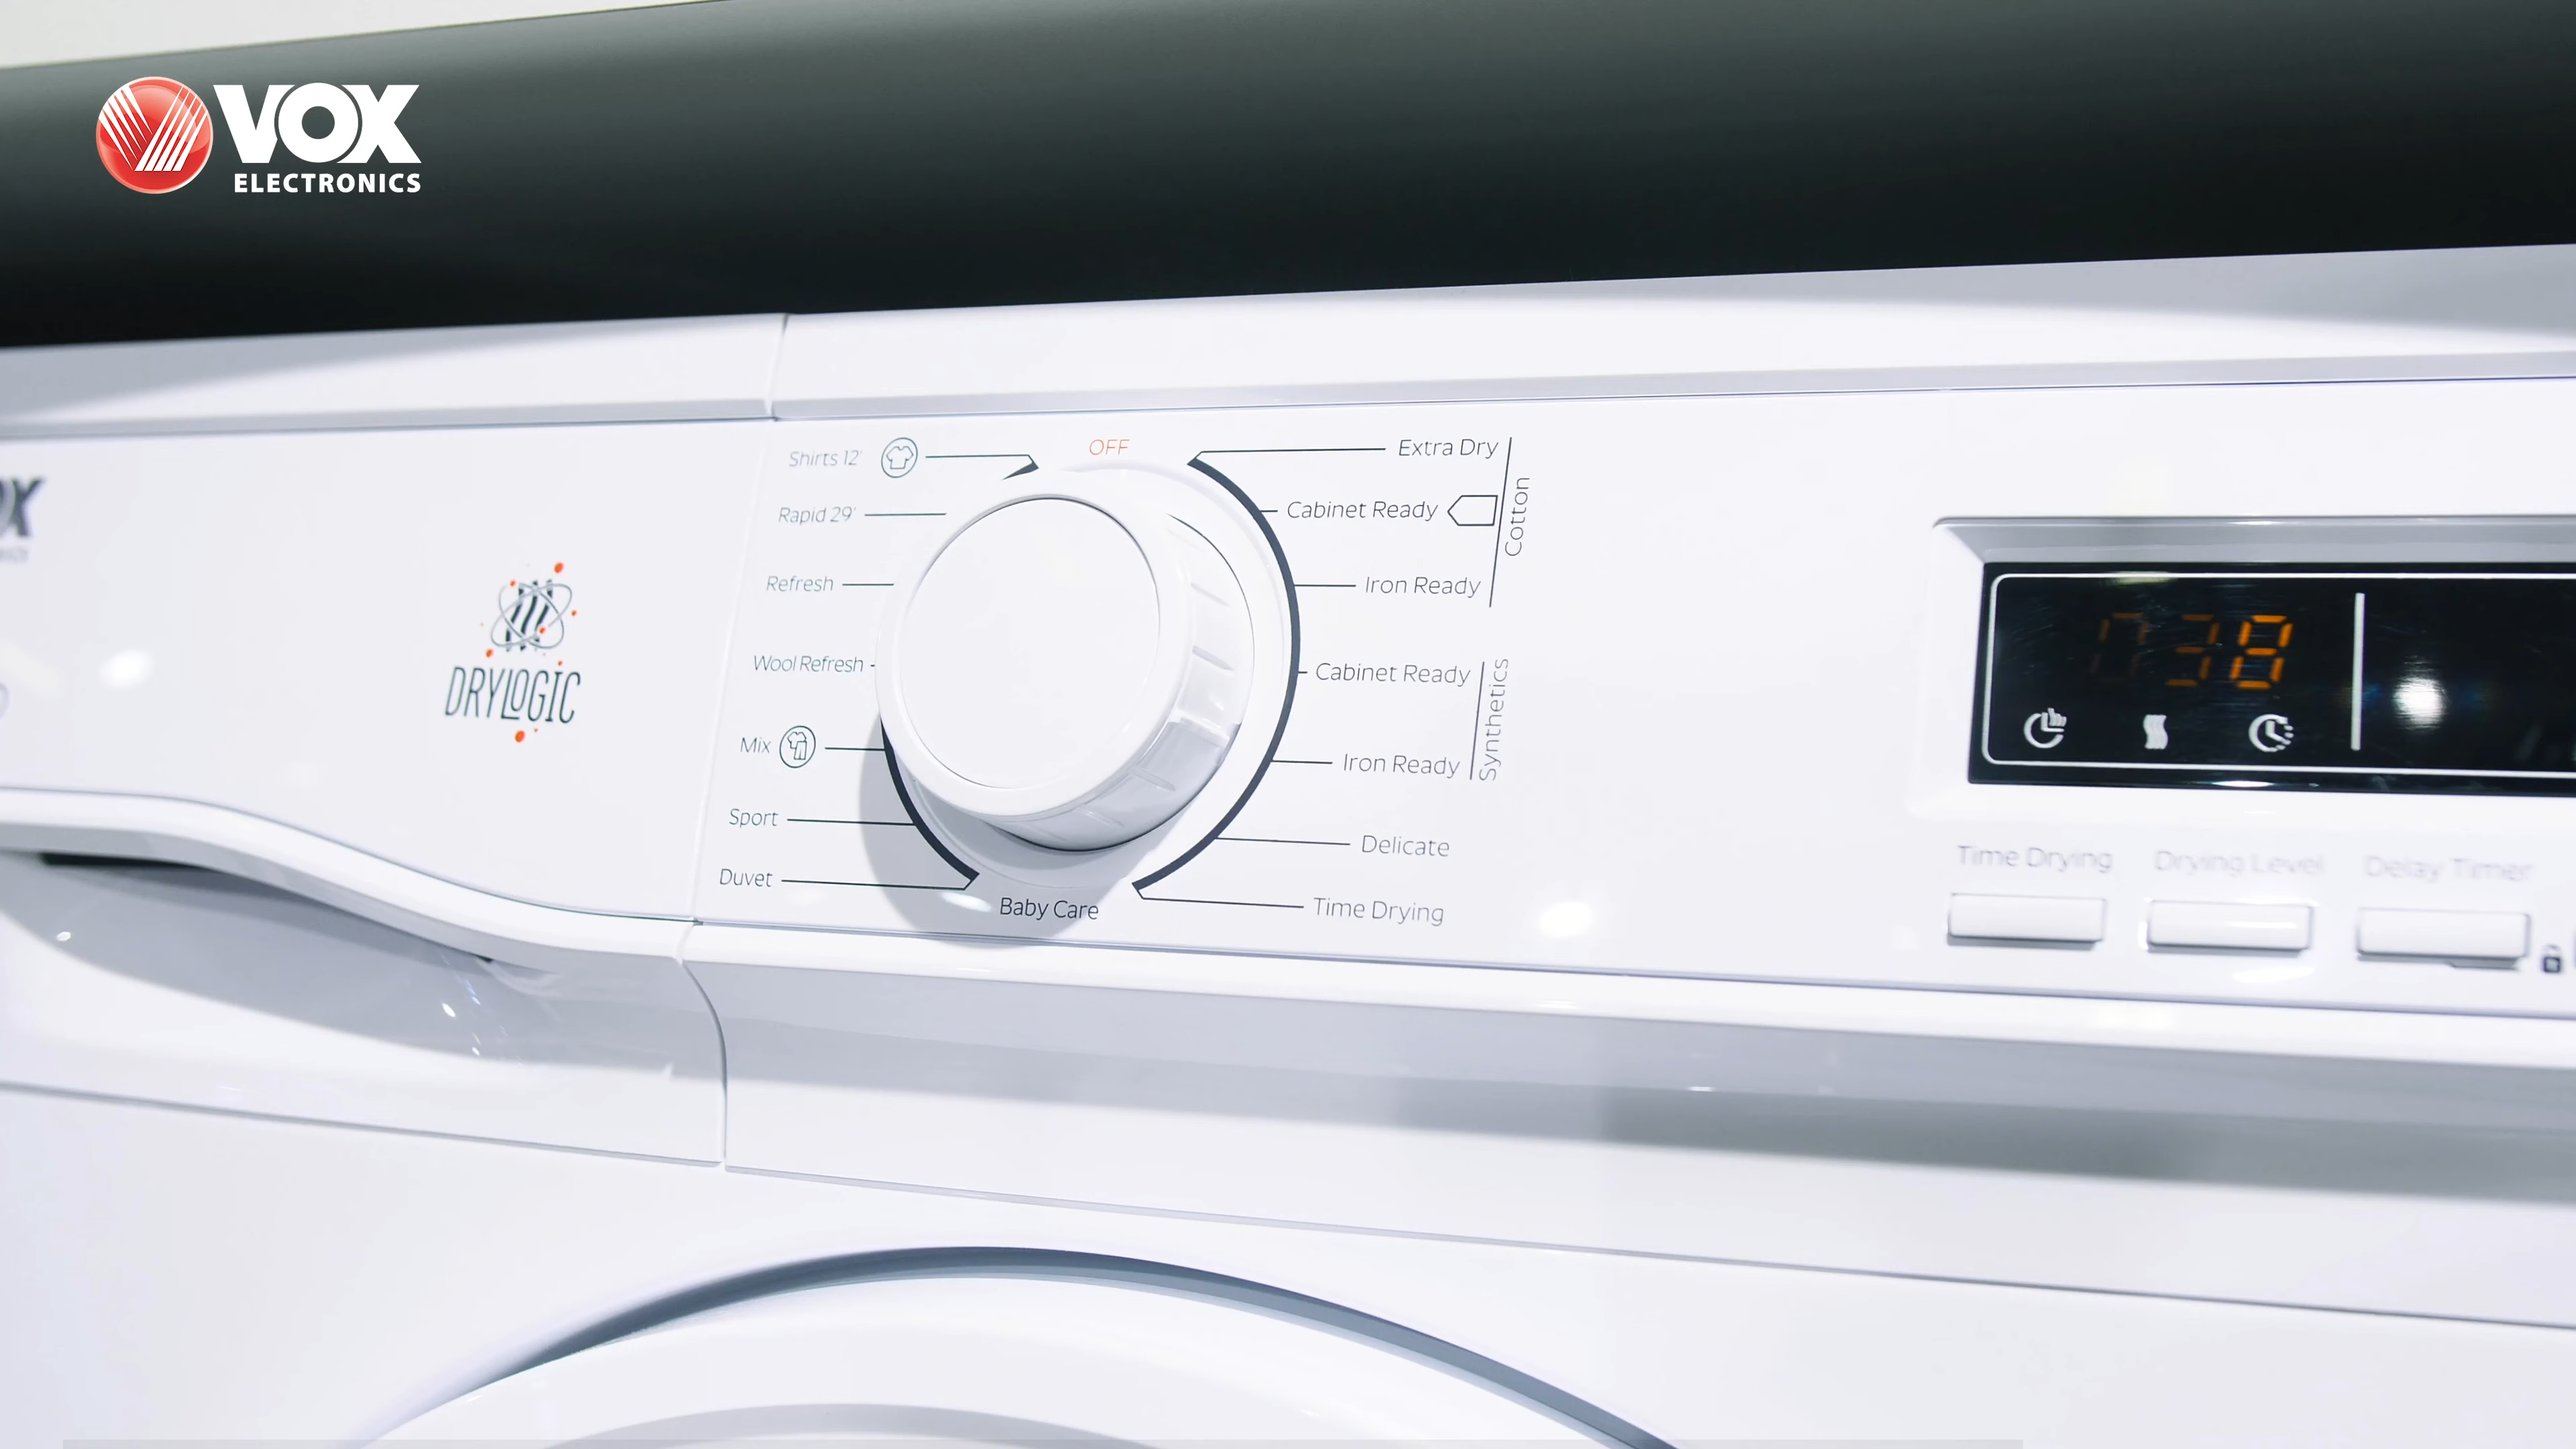 VOX
ELECTRONICS
OX
DRYLOGIC
Shirts 12'
Rapid 29'
Refresh
Wool Refresh
Mix
Sport
Duvet
Baby Care
OFF
Extra Dry
Cabinet Ready
Iron Ready
Cotton
Cabinet Ready
Iron Ready
Synthetics
Delicate
Time Drying
Time Drying
Drying Level
Delay Timer